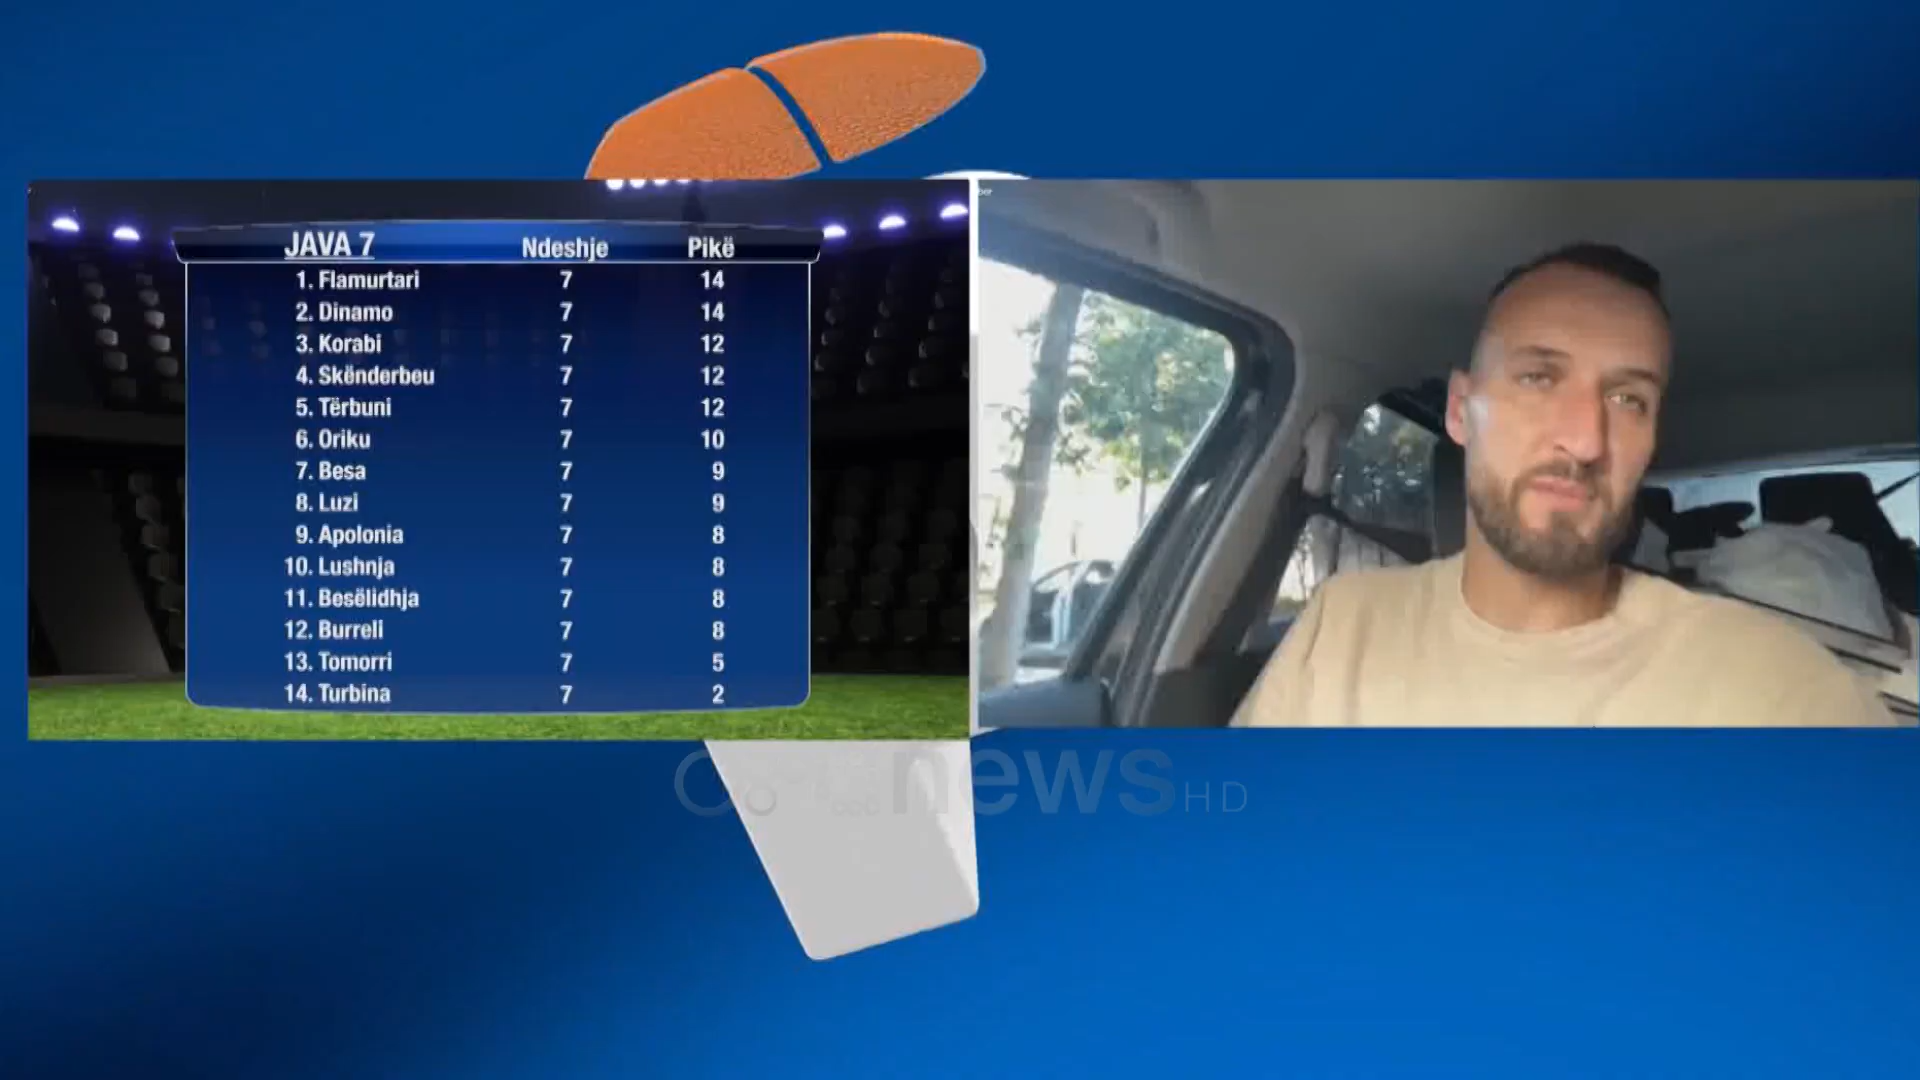 JAVA 7 Ndeshje Pikë
1. Flamurtari 7 14
2. Dinamo 7 14
3. Korabi 7 12
4. Skënderbeu 7 12
5. Tërbuni 7 12
6. Oriku 7 10
7. Besa 7 9
8. Luzi 7 9
9. Apolonia 7 8
10. Lushnja 7 8
11. Besëlidhja 7 8
12. Burreli 7 8
13. Tomorri 7 5
14. Turbina 7 2
news HD